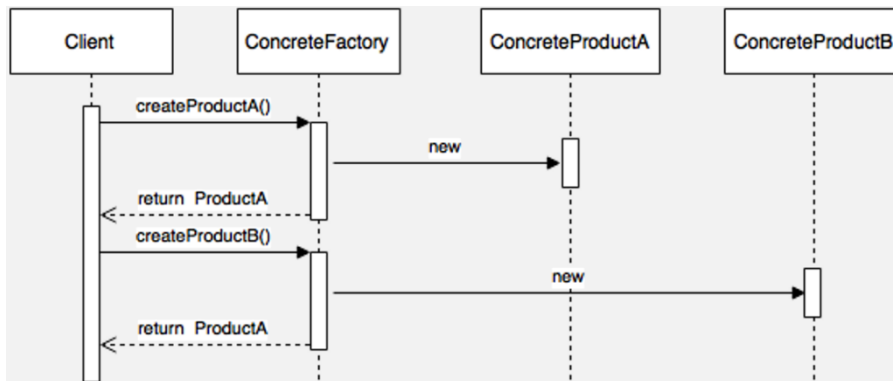 Client
ConcreteFactory
ConcreteProductA
ConcreteProductB
createProductA()
new
return ProductA
createProductB()
new
return ProductA